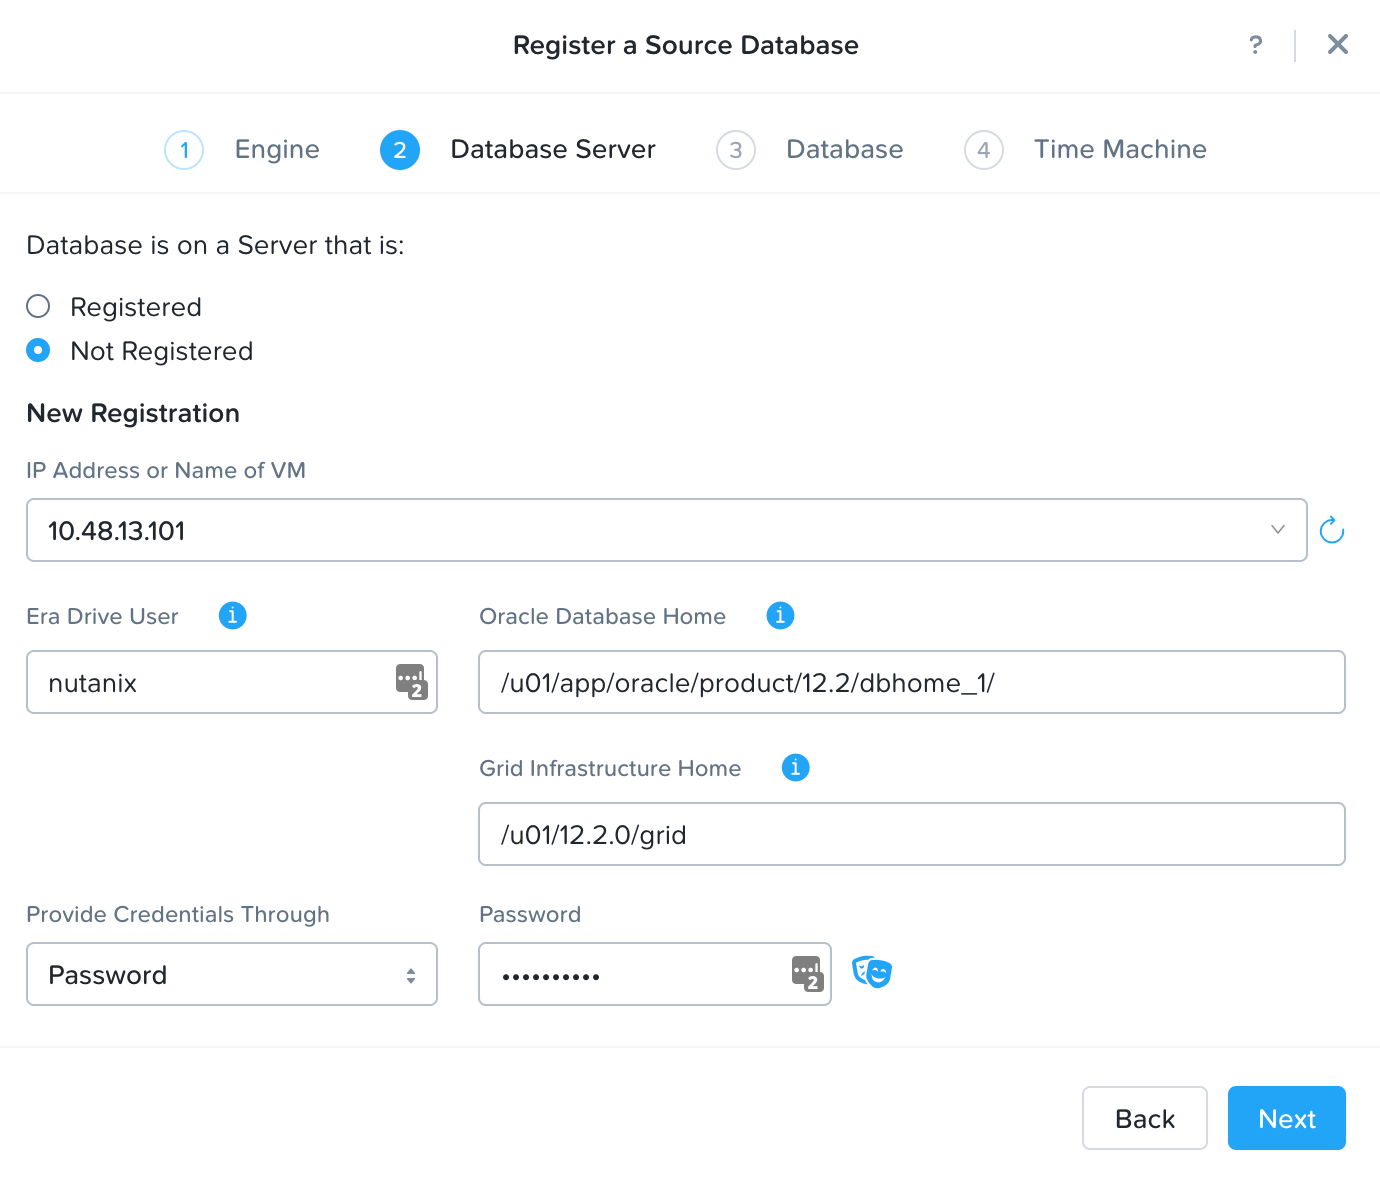 Register a Source Database ?
1 Engine 2 Database Server 3 Database 4 Time Machine
Database is on a Server that is:
Registered
Not Registered
New Registration
IP Address or Name of VM
10.48.13.101
Era Drive User i Oracle Database Home i
nutanix 2 /u01/app/oracle/product/12.2/dbhome_1/
Grid Infrastructure Home i
/u01/12.2.0/grid
Provide Credentials Through Password
Password •••••••••• 2
Back Next